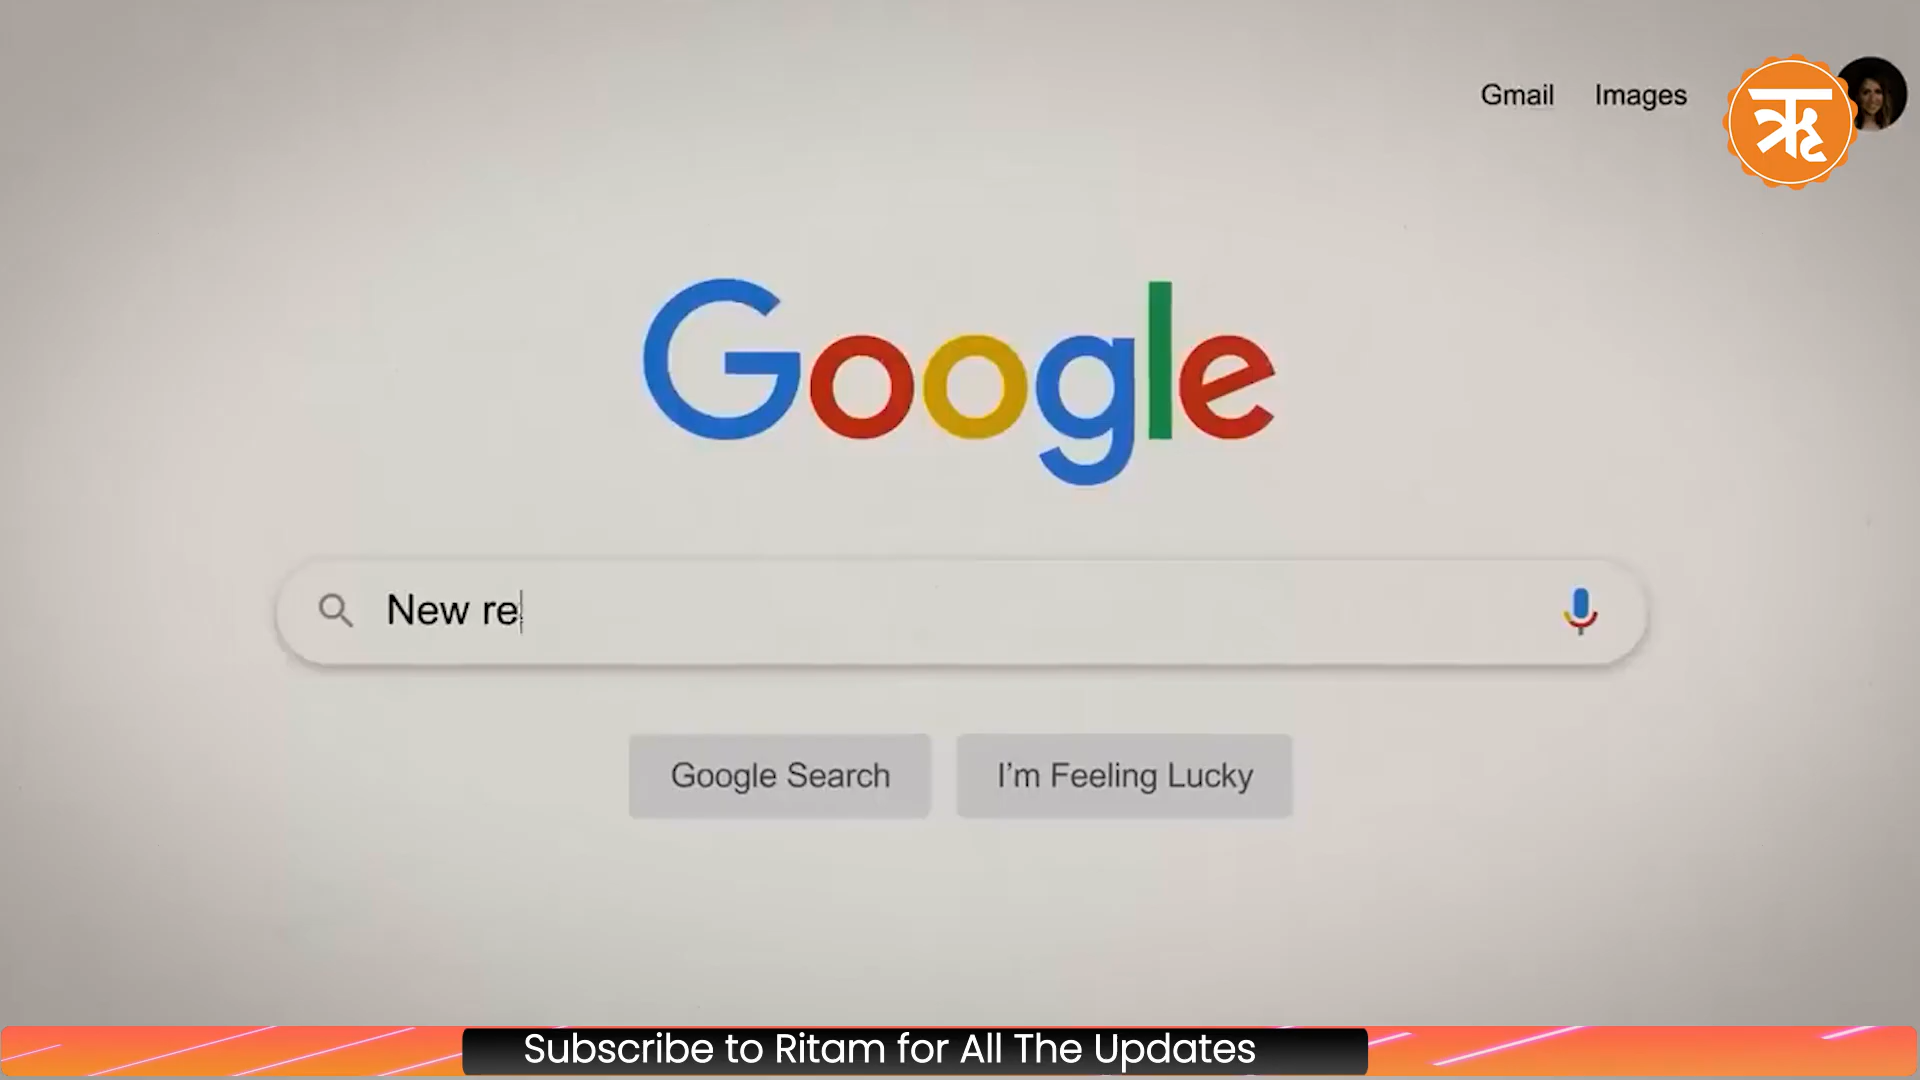 Gmail Images
ऋ
Google
New re
Google Search I'm Feeling Lucky
Subscribe to Ritam for All The Updates